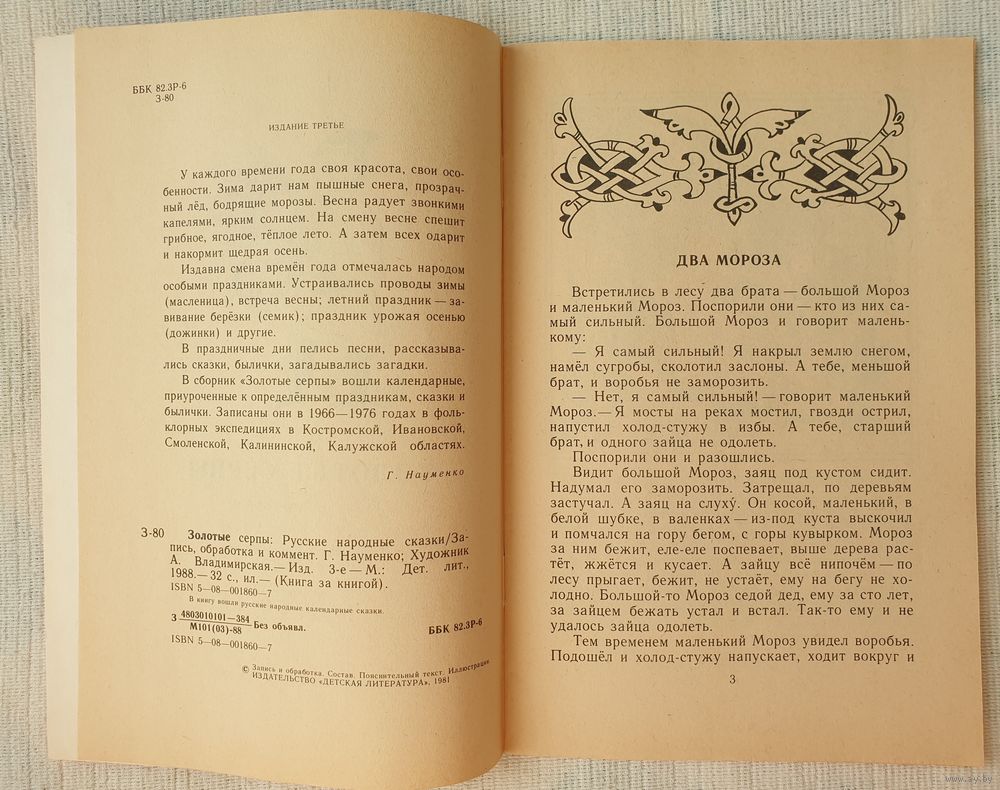 ББК 82.3Р-6
З-80
ИЗДАНИЕ ТРЕТЬЕ
У каждого времени года своя красота, свои осо-
бенности. Зима дарит нам пышные снега, прозрач-
ный лёд, бодрящие морозы. Весна радует звонкими
капелями, ярким солнцем. На смену весне спешит
грибное, ягодное, тёплое лето. А затем всех одарит
и накормит щедрая осень.
Издавна смена времён года отмечалась народом
особыми праздниками. Устраивались проводы зимы
(масленица), встреча весны; летний праздник — за-
вивание берёзки (семик); праздник урожая осенью
(дожинки) и другие.
В праздничные дни пелись песни, рассказыва-
лись сказки, былички, загадывались загадки.
В сборник «Золотые серпы» вошли календарные,
приуроченные к определённым праздникам, сказки и
былички. Записаны они в 1966—1976 годах в фоль-
клорных экспедициях в Костромской, Ивановской,
Смоленской, Калининской, Калужской областях.
Г. Науменко
З-80
Золотые серпы: Русские народные сказки/За-
пись, обработка и коммент. Г. Науменко; Художник
А. Владимирская.— Изд. 3-е — М.: Дет. лит.,
1988.— 32 с., ил.— (Книга за книгой).
ISBN 5—08—001860—7
В книгу вошли русские народные календарные сказки.
З 4803010101—384
М101(03)-88 Без объявл.
ББК 82.3Р-6
ISBN 5—08—001860—7
© Запись и обработка. Состав. Пояснительный текст. Иллюстрации
ИЗДАТЕЛЬСТВО «ДЕТСКАЯ ЛИТЕРАТУРА», 1981
ДВА МОРОЗА
Встретились в лесу́ два брата — большой Мороз
и маленький Мороз. Поспорили они — кто из них са-
мый сильный. Большой Мороз и говорит малень-
кому:
— Я самый сильный! Я накрыл землю снегом,
намёл сугробы, сколотил заслоны. А тебе, меньшой
брат, и воробья не заморозить.
— Нет, я самый сильный! — говорит маленький
Мороз.— Я мосты на реках мостил, гвозди острил,
напустил холод-стужу в избы. А тебе, старший
брат, и одного зайца не одолеть.
Поспорили они и разошлись.
Видит большой Мороз, заяц под кустом сидит.
Надумал его заморозить. Затрещал, по деревьям
застучал. А заяц на слуху́. Он косой, маленький, в
белой шубке, в валенках — из-под куста выскочил
и помчался на гору бегом, с горы кувырком. Мороз
за ним бежит, еле-еле поспевает, выше дерева рас-
тёт, жжётся и кусает. А зайцу всё нипочём — по
лесу прыгает, бежит, не устаёт, ему на бегу не хо-
лодно. Большой-то Мороз седой дед, ему за сто лет,
за зайцем бежать устал и встал. Так-то ему и не
удалось зайца одолеть.
Тем временем маленький Мороз увидел воробья.
Подошёл и холод-стужу напускает, ходит вокруг и
3
www.ay.by